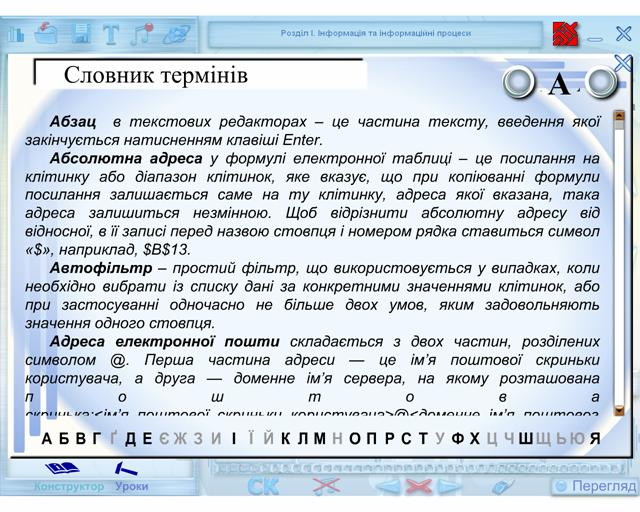 Розділ І. Інформація та інформаційні процеси
Словник термінів
А
Абзац в текстових редакторах – це частина тексту, введення якої
закінчується натисненням клавіші Enter.
Абсолютна адреса у формулі електронної таблиці – це посилання на
клітинку або діапазон клітинок, яке вказує, що при копіюванні формули
посилання залишається саме на ту клітинку, адреса якої вказана, така
адреса залишиться незмінною. Щоб відрізнити абсолютну адресу від
відносної, в її записі перед назвою стовпця і номером рядка ставиться символ
«$», наприклад, $B$13.
Автофільтр – простий фільтр, що використовується у випадках, коли
необхідно вибрати із списку дані за конкретними значеннями клітинок, або
при застосуванні одночасно не більше двох умов, яким задовольняють
значення одного стовпця.
Адреса електронної пошти складається з двох частин, розділених
символом @. Перша частина адреси — це ім’я поштової скриньки
користувача, а друга — доменне ім’я сервера, на якому розташована
п о ш т о в а
скринька:<ім’я поштової скриньки користувача>@<доменне ім’я поштовог
А Б В Г Ґ Д Е Є Ж З И І Ї Й К Л М Н О П Р С Т У Ф Х Ц Ч Ш Щ Ь Ю Я
Конструктор Уроки СК Перегляд